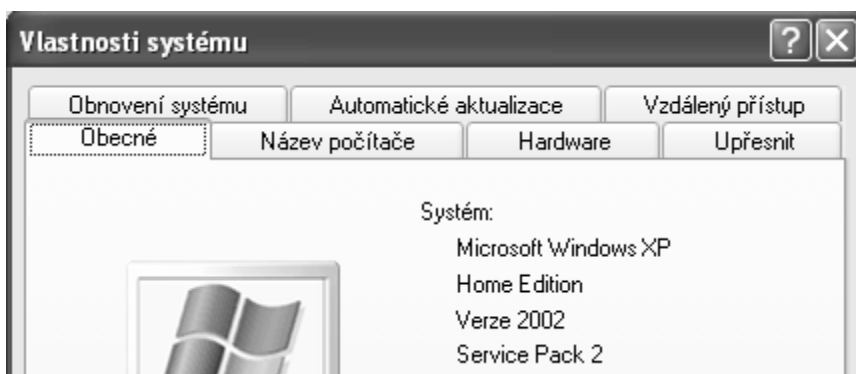 Vlastnosti systému
Obnovení systému Automatické aktualizace Vzdálený přístup
Obecné Název počítače Hardware Upřesnit
Systém:
Microsoft Windows XP
Home Edition
Verze 2002
Service Pack 2